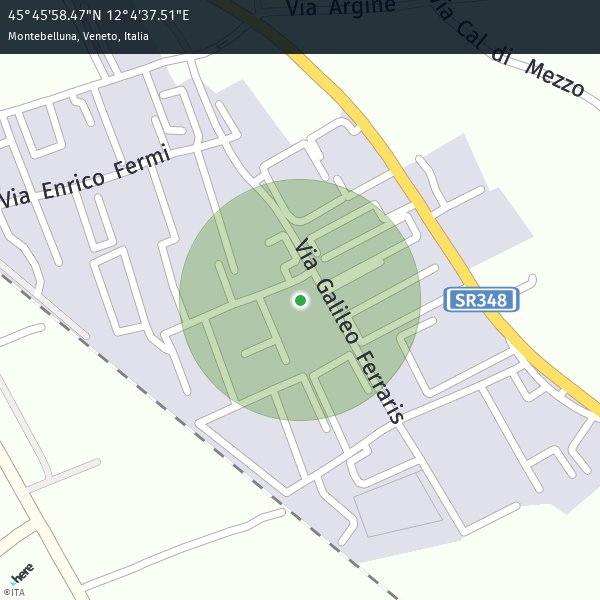 45°45'58.47"N 12°4'37.51"E
Montebelluna, Veneto, Italia
Via Argine
Via Cal di Mezzo
Via Enrico Fermi
Via Galileo Ferraris
SR348
here
©ITA